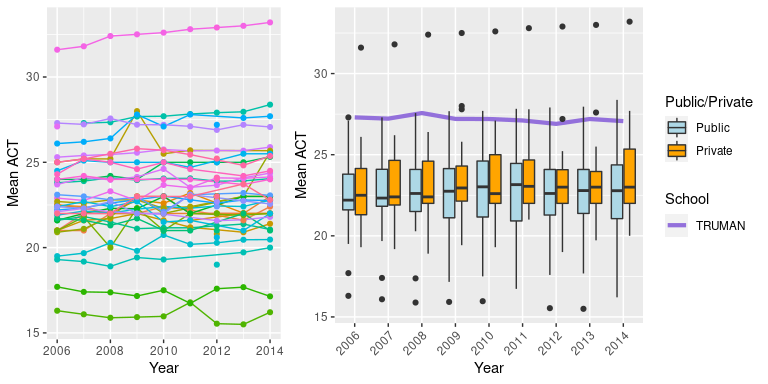 Mean ACT
30
25
20
15
2006
2008
2010
2012
2014
Year
Mean ACT
30
25
20
15
2006
2007
2008
2009
2010
2011
2012
2013
2014
Year
Public/Private
Public
Private
School
TRUMAN